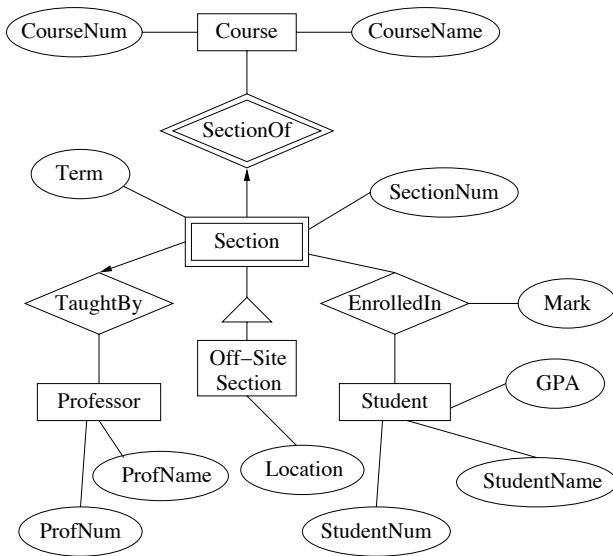 CourseNum
Course
CourseName
SectionOf
Term
SectionNum
Section
TaughtBy
EnrolledIn
Mark
Off-Site
Section
Professor
Student
GPA
ProfName
Location
StudentName
ProfNum
StudentNum